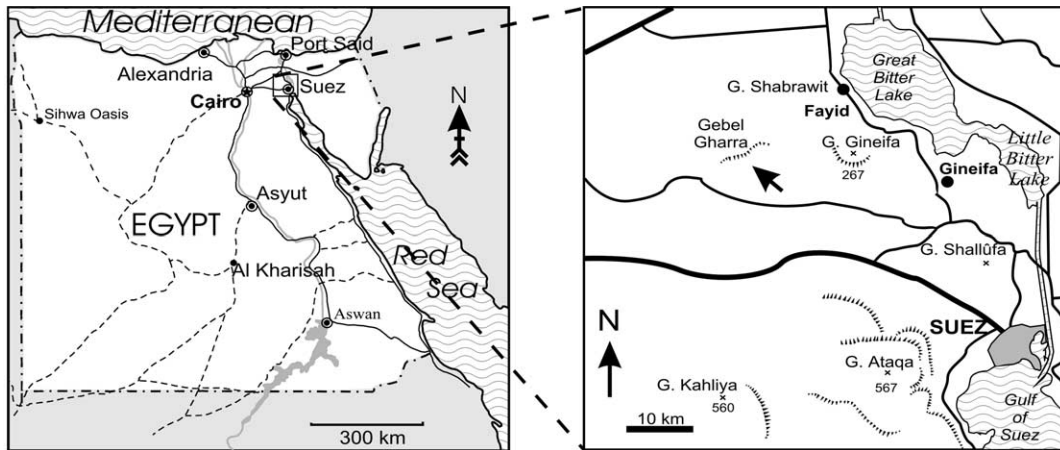 Mediterranean
Port Said
Alexandria
Cairo
Suez
Sihwa Oasis
N
Asyut
EGYPT
Al Kharisah
Red
Sea
Aswan
300 km
Great
Bitter
Lake
G. Shabrawit
Fayid
Gebel
Gharra
G. Gineifa
267
Little
Bitter
Lake
Gineifa
G. Shallûfa
N
SUEZ
G. Ataqa
567
G. Kahliya
560
10 km
Gulf
of
Suez